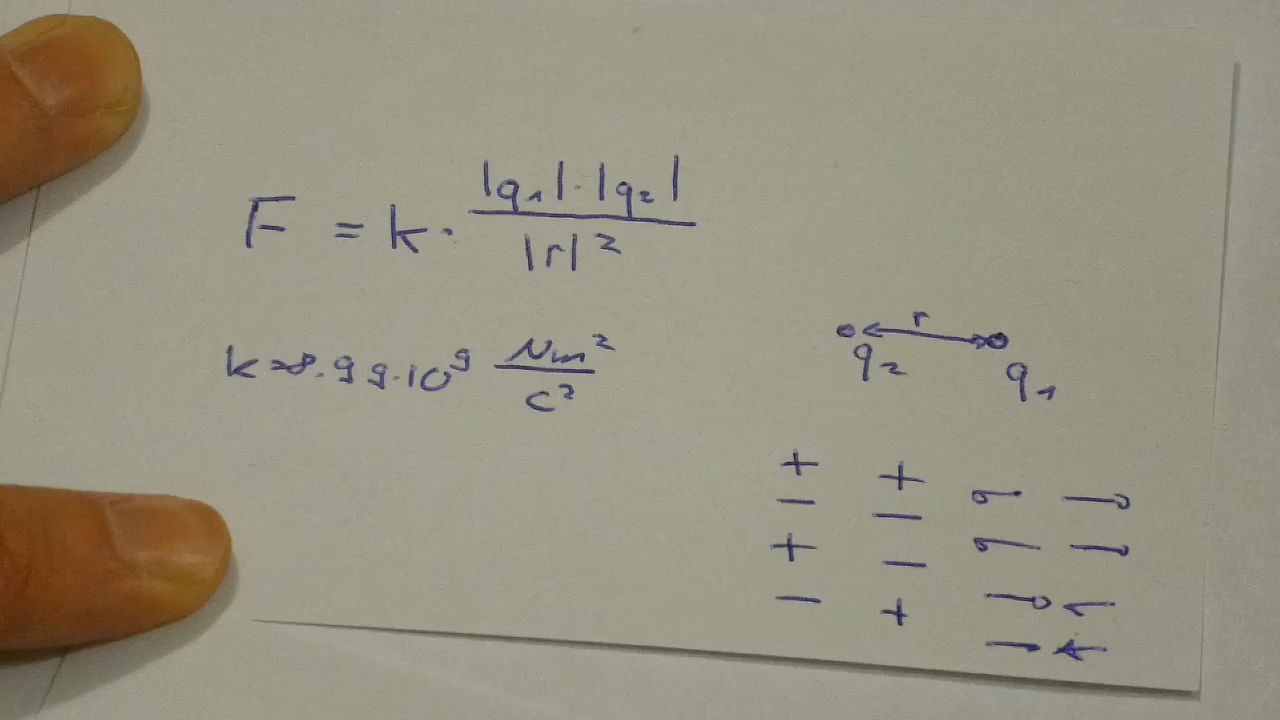 F = k · |q₁| · |q₂| / |r|²
k = 8.99 · 10⁹ Nm² / C²
r
q₂ q₁
+ +
− −
+ −
− +